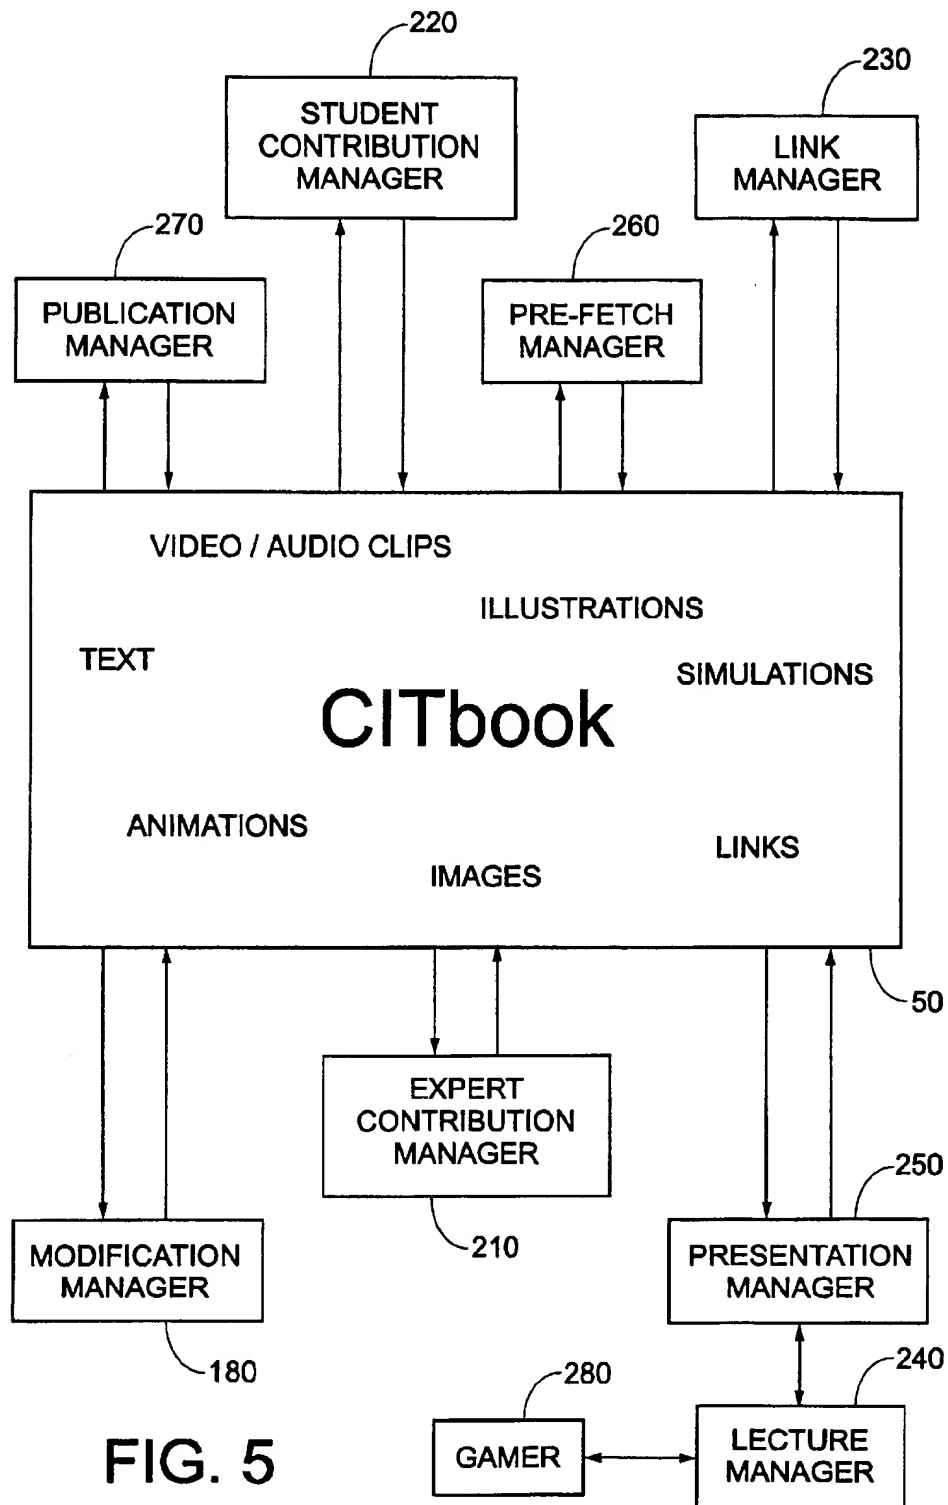 220
STUDENT
CONTRIBUTION
MANAGER
230
LINK
MANAGER
270
PUBLICATION
MANAGER
260
PRE-FETCH
MANAGER
VIDEO / AUDIO CLIPS
ILLUSTRATIONS
TEXT
SIMULATIONS
CITbook
ANIMATIONS
LINKS
IMAGES
50
EXPERT
CONTRIBUTION
MANAGER
210
250
MODIFICATION
MANAGER
180
PRESENTATION
MANAGER
240
280
GAMER
LECTURE
MANAGER
FIG. 5